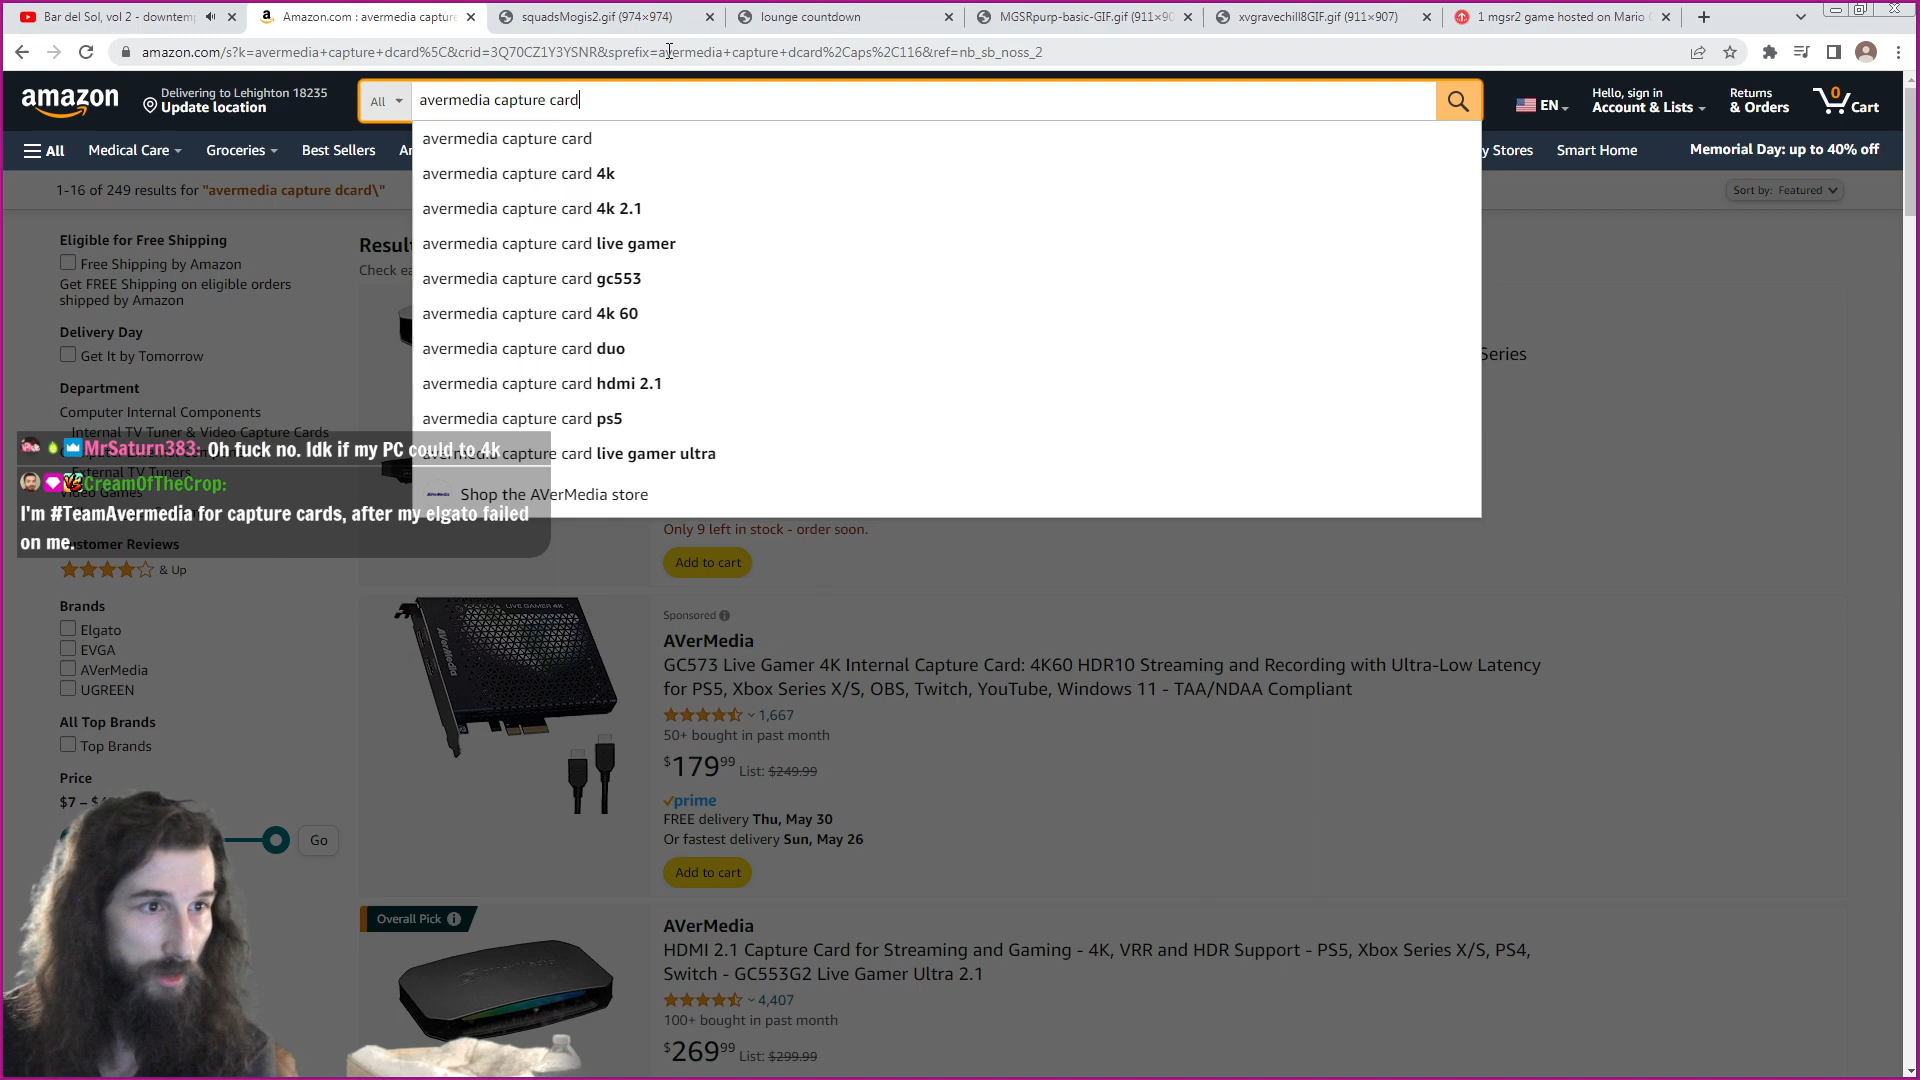 Bar del Sol, vol 2 - downtemp
Amazon.com : avermedia capture
squadsMogis2.gif (974×974)
lounge countdown
MGSRpurp-basic-GIF.gif (911×90
xvgravechill8GIF.gif (911×907)
1 mgsr2 game hosted on Mario
amazon.com/s?k=avermedia+capture+dcard%5C&crid=3Q70CZ1Y3YSNR&sprefix=avermedia+capture+dcard%2Caps%2C116&ref=nb_sb_noss_2
amazon
Delivering to Lehighton 18235
Update location
All
avermedia capture card
EN
Hello, sign in
Account & Lists
Returns
& Orders
0
Cart
All
Medical Care
Groceries
Best Sellers
y Stores
Smart Home
Memorial Day: up to 40% off
1-16 of 249 results for "avermedia capture dcard\"
Sort by: Featured
avermedia capture card
avermedia capture card 4k
avermedia capture card 4k 2.1
avermedia capture card live gamer
avermedia capture card gc553
avermedia capture card 4k 60
avermedia capture card duo
avermedia capture card hdmi 2.1
avermedia capture card ps5
avermedia capture card live gamer ultra
Shop the AVerMedia store
Eligible for Free Shipping
Free Shipping by Amazon
Get FREE Shipping on eligible orders
shipped by Amazon
Delivery Day
Get It by Tomorrow
Department
Computer Internal Components
Internal TV Tuner & Video Capture Cards
External TV Tuners
Video Games
MrSaturn383: Oh fuck no. Idk if my PC could to 4k
CreamOfTheCrop:
I'm #TeamAvermedia for capture cards, after my elgato failed
on me.
Customer Reviews
& Up
Brands
Elgato
EVGA
AVerMedia
UGREEN
All Top Brands
Top Brands
Price
Go
Series
Only 9 left in stock - order soon.
Add to cart
LIVE GAMER 4K
AVerMedia
Sponsored
AVerMedia
GC573 Live Gamer 4K Internal Capture Card: 4K60 HDR10 Streaming and Recording with Ultra-Low Latency
for PS5, Xbox Series X/S, OBS, Twitch, YouTube, Windows 11 - TAA/NDAA Compliant
1,667
50+ bought in past month
$179 99 List: $249.99
prime
FREE delivery Thu, May 30
Or fastest delivery Sun, May 26
Add to cart
Overall Pick
AVerMedia
HDMI 2.1 Capture Card for Streaming and Gaming - 4K, VRR and HDR Support - PS5, Xbox Series X/S, PS4,
Switch - GC553G2 Live Gamer Ultra 2.1
4,407
100+ bought in past month
$269 99 List: $299.99